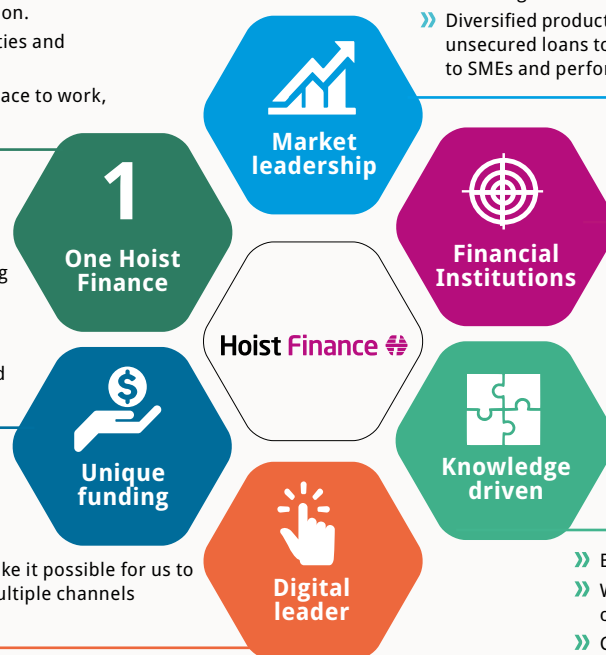 on.
ties and
ace to work,
Diversified product
unsecured loans to
to SMEs and perfor
Market
leadership
1
One Hoist
Finance
Financial
Institutions
g
Hoist Finance
d
$
Unique
funding
Knowledge
driven
ke it possible for us to
ultiple channels
Digital
leader
E
W